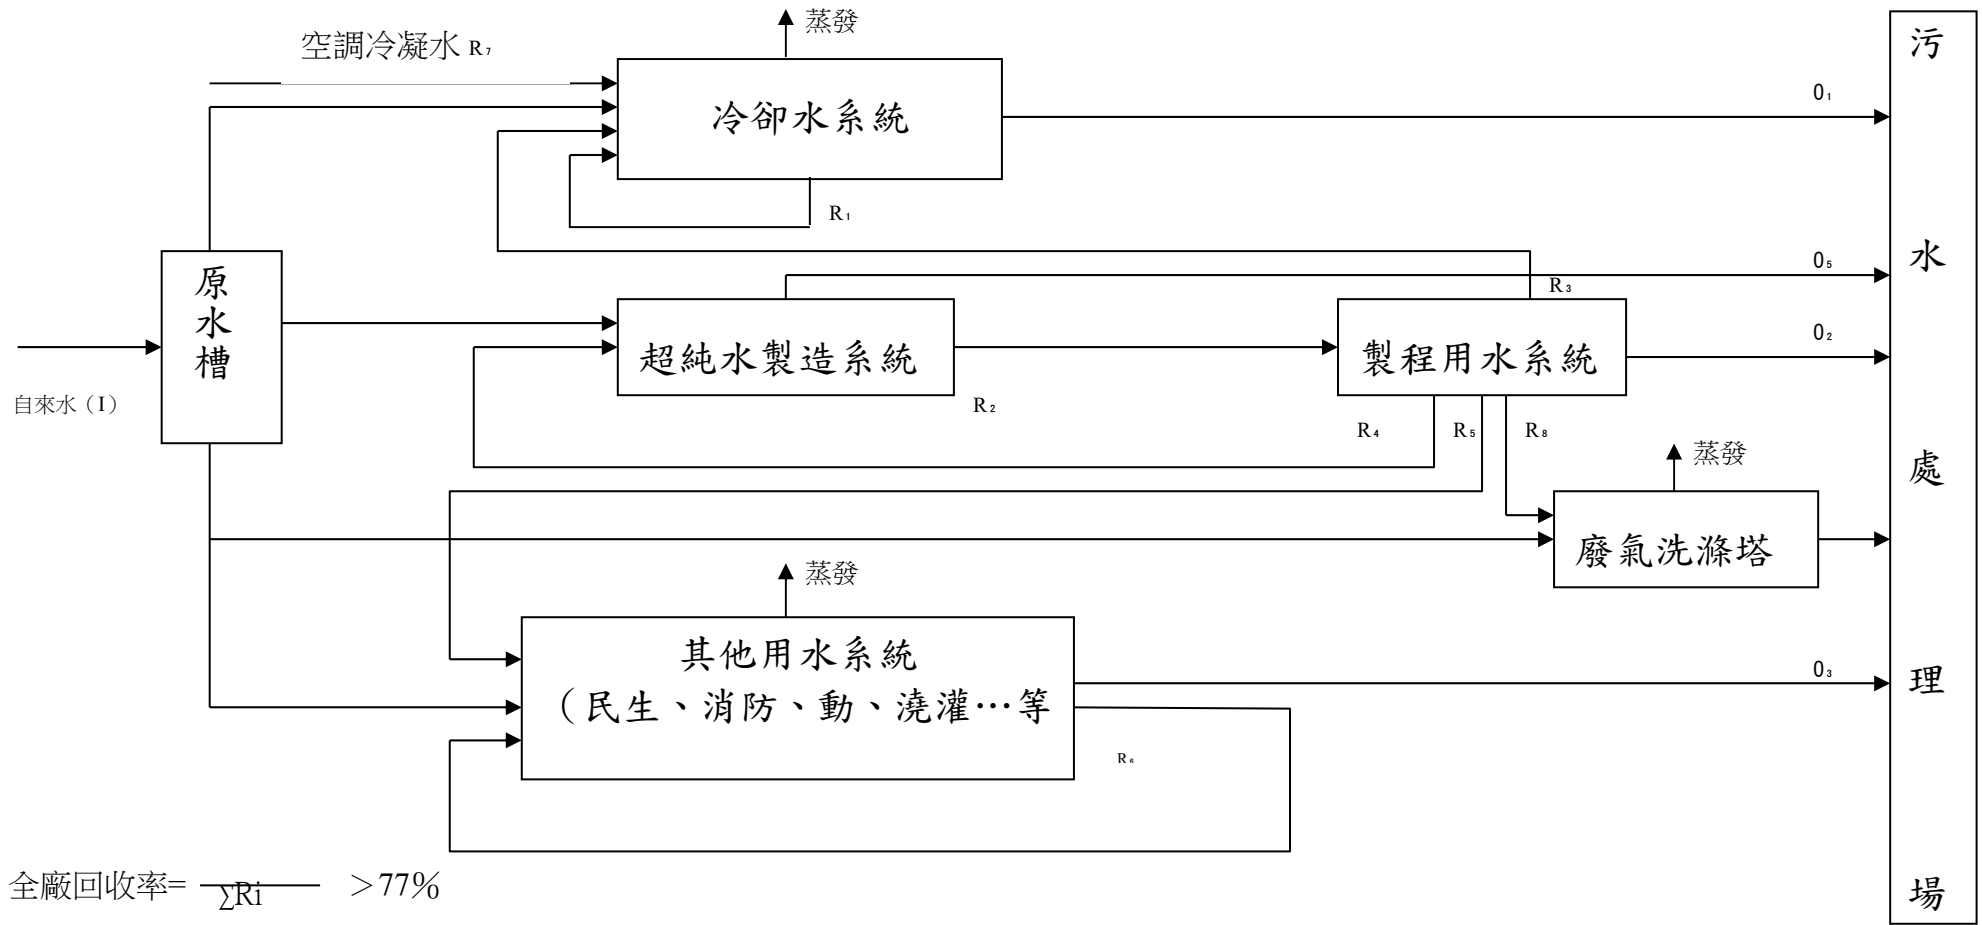 蒸發
空調冷凝水 R₇
冷卻水系統
O₁
R₁
原水槽
自來水（I）
O₅
R₃
超純水製造系統
R₂
製程用水系統
O₂
R₄
R₅
R₈
蒸發
廢氣洗滌塔
蒸發
其他用水系統
（民生、消防、動、澆灌…等
O₃
R₆
污水處理場
全廠回收率= ∑Ri ＞77%